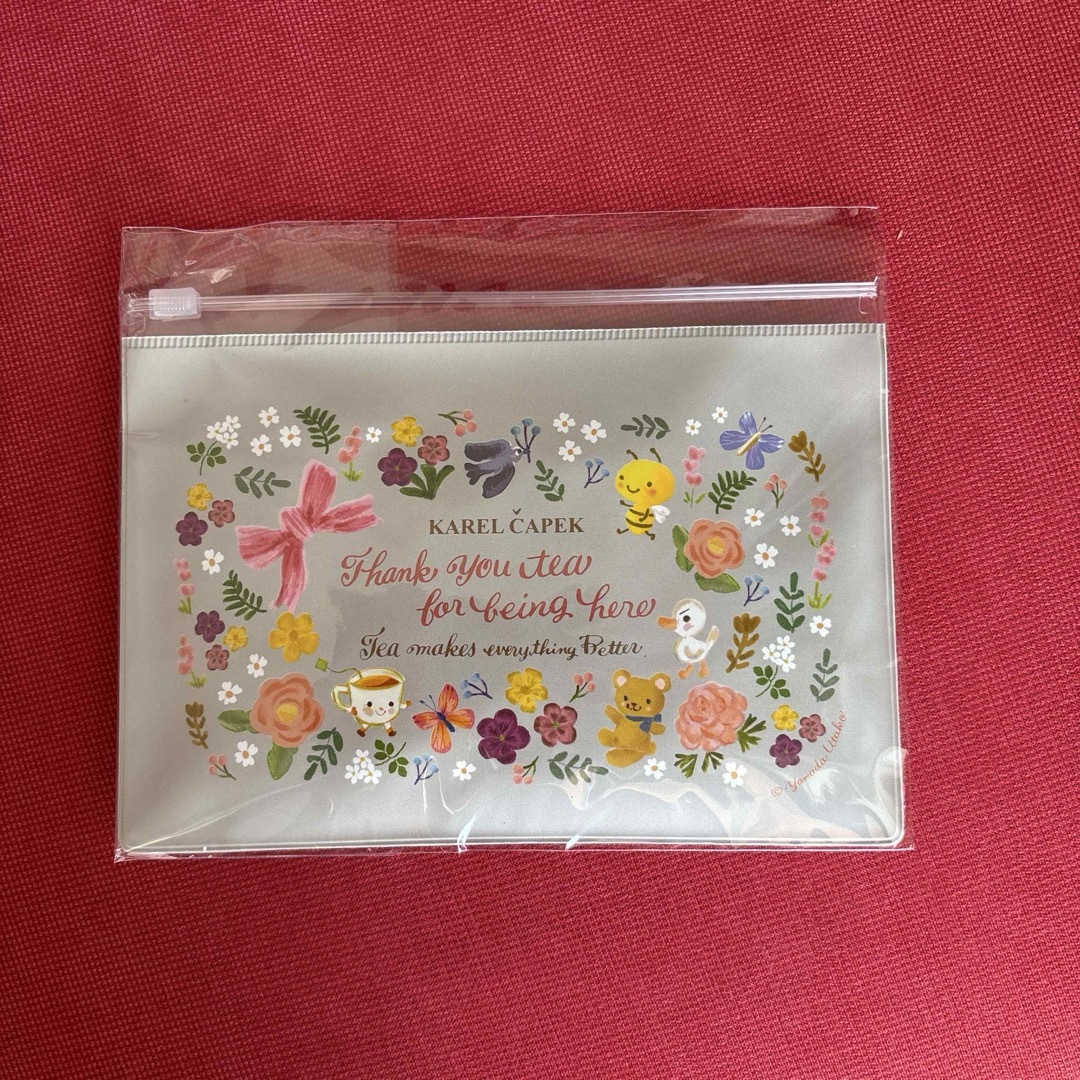 KAREL ČAPEK
Thank you tea
for being here
Tea makes everything Better.
© Yamada Utako